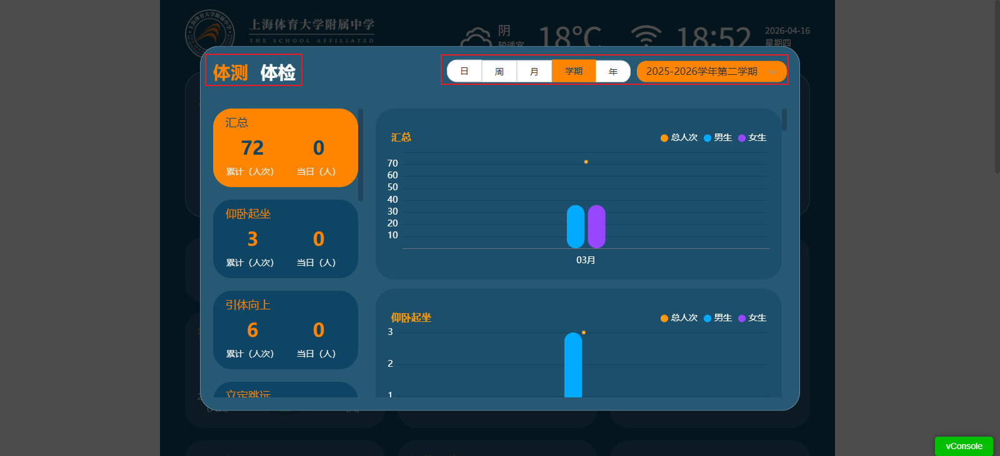 上海体育大学附属中学
THE SCHOOL AFFILIATED
阴
18°C
18:52
2026-04-16
星期四
体测 体检
日 周 月 学期 年
2025-2026学年第二学期
汇总
72 0
累计（人次） 当日（人）
仰卧起坐
3 0
累计（人次） 当日（人）
引体向上
6 0
累计（人次） 当日（人）
立定跳远
汇总
总人次 男生 女生
70
60
50
40
30
20
10
03月
仰卧起坐
总人次 男生 女生
3
2
1
vConsole